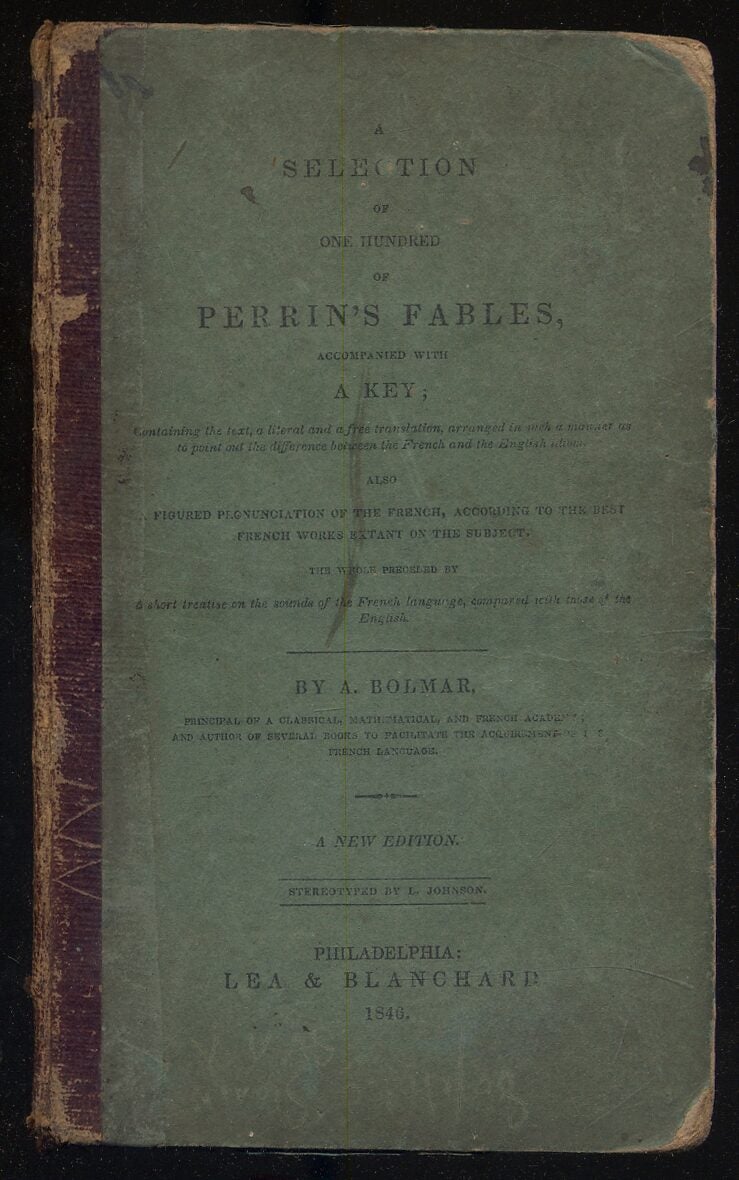 A
SELECTION
OF
ONE HUNDRED
OF
PERRIN'S FABLES,
ACCOMPANIED WITH
A KEY;
Containing the text, a literal and a free translation, arranged in such a manner as
to point out the difference between the French and the English idiom.
ALSO
FIGURED PRONUNCIATION OF THE FRENCH, ACCORDING TO THE BEST
FRENCH WORKS EXTANT ON THE SUBJECT.
THE WHOLE PRECEDED BY
A short treatise on the sounds of the French language, compared with those of the
English.
BY A. BOLMAR,
PRINCIPAL OF A CLASSICAL, MATHEMATICAL, AND FRENCH ACADEMY;
AND AUTHOR OF SEVERAL BOOKS TO FACILITATE THE ACQUIREMENT OF THE
FRENCH LANGUAGE.
A NEW EDITION.
STEREOTYPED BY L. JOHNSON.
PHILADELPHIA:
LEA & BLANCHARD
1846.